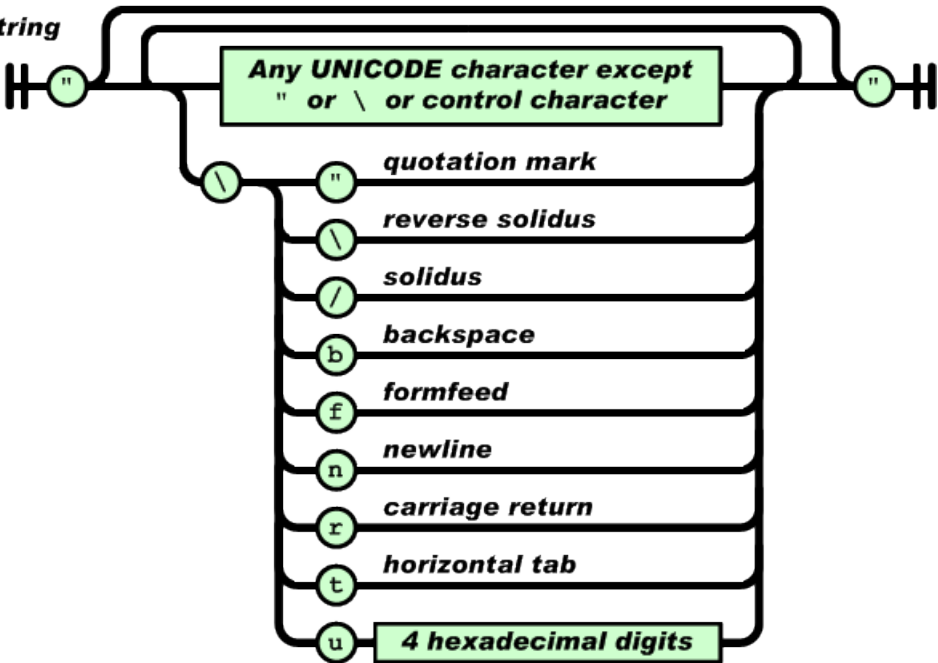 tring
" Any UNICODE character except "
" or \ or control character
\ " quotation mark
\ reverse solidus
/ solidus
b backspace
f formfeed
n newline
r carriage return
t horizontal tab
u 4 hexadecimal digits